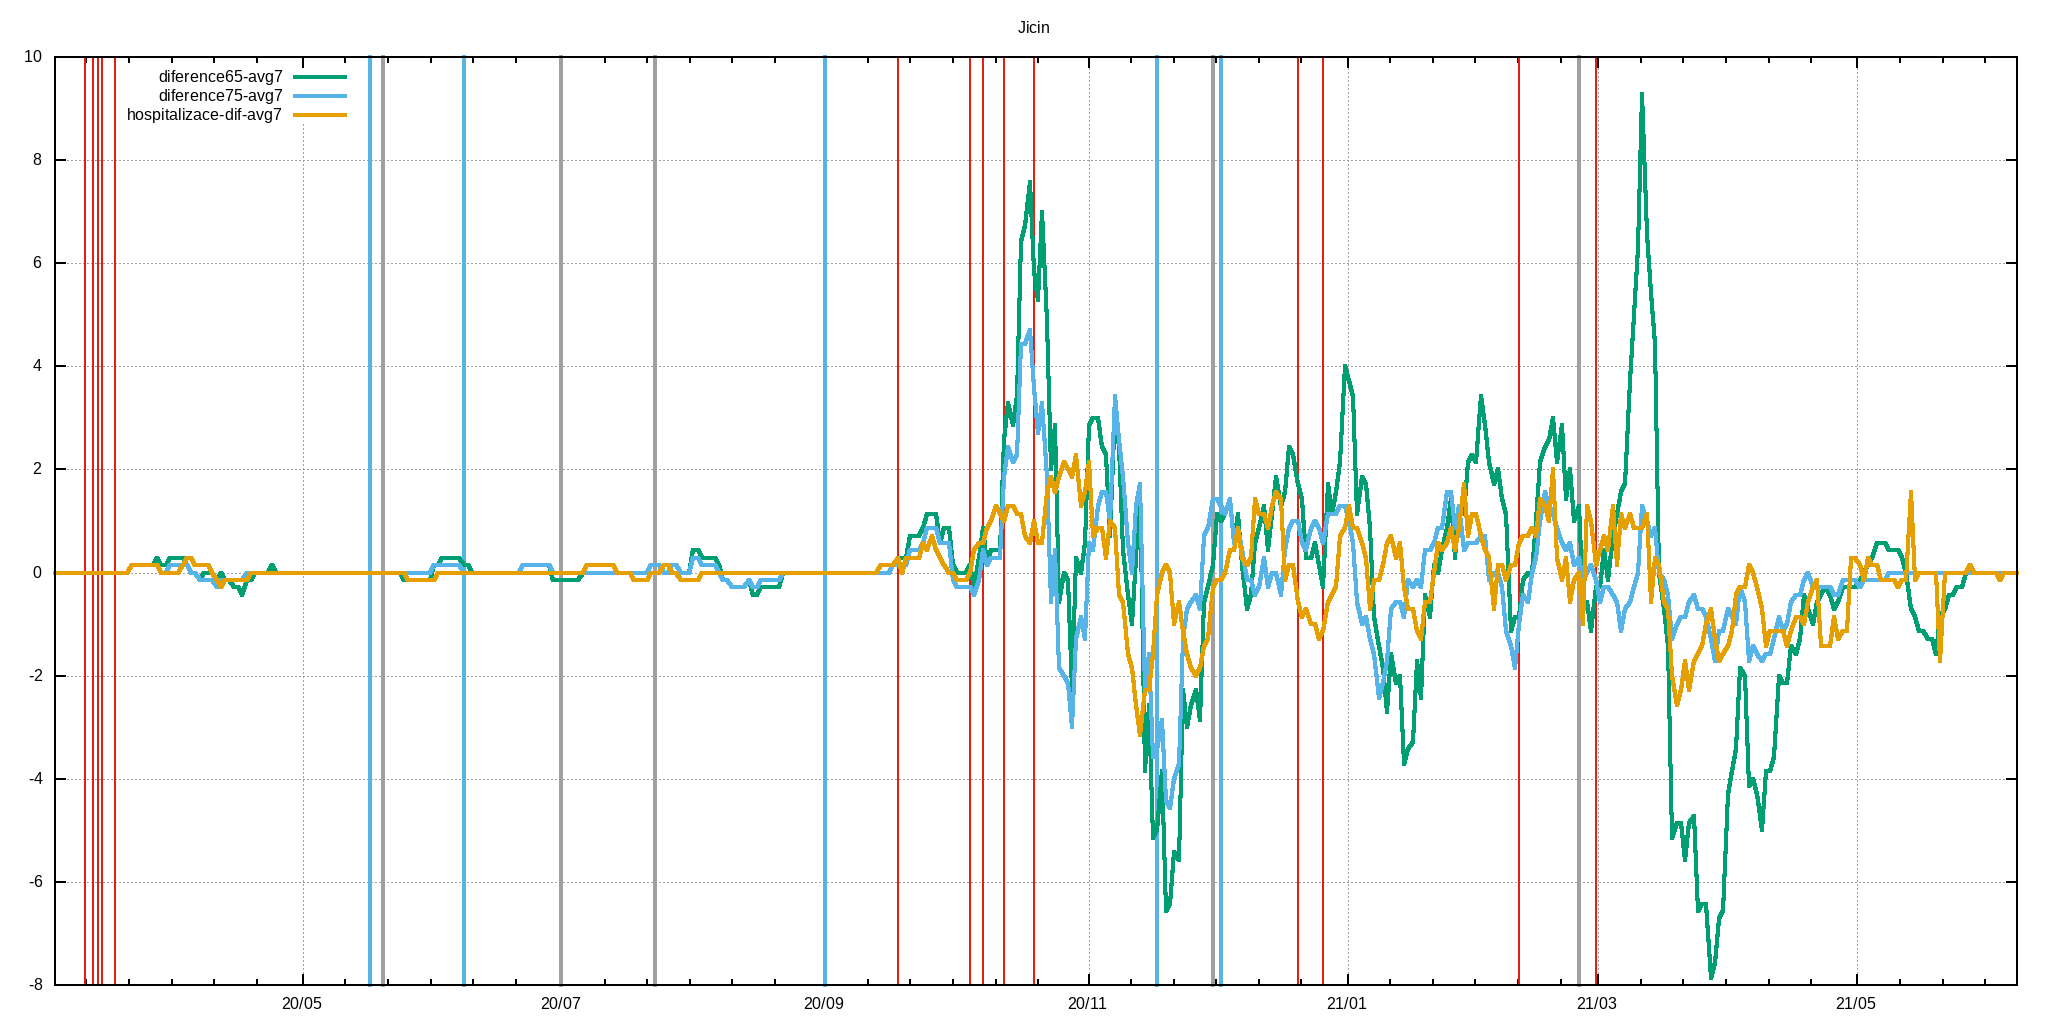 Jicin
diference65-avg7
diference75-avg7
hospitalizace-dif-avg7
10
8
6
4
2
0
-2
-4
-6
-8
20/05 20/07 20/09 20/11 21/01 21/03 21/05